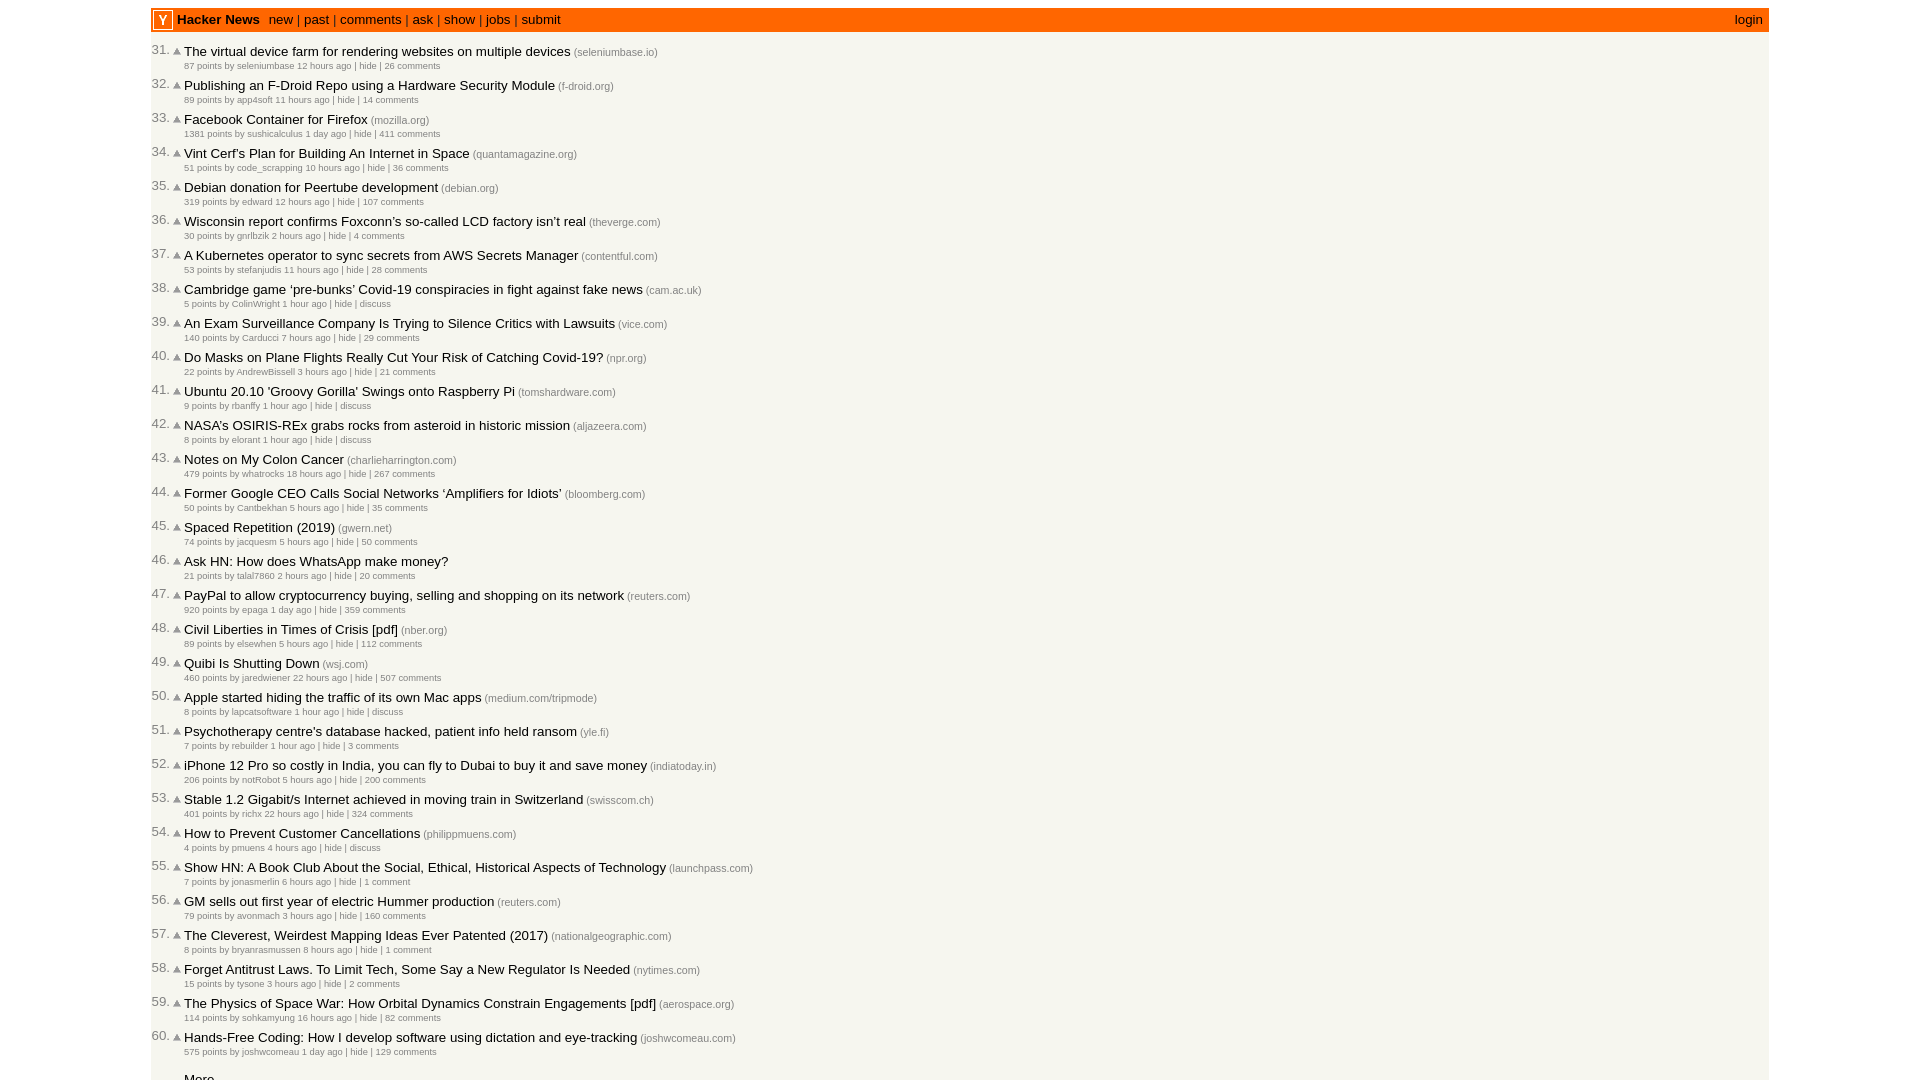 Y Hacker News new | past | comments | ask | show | jobs | submit login
31. The virtual device farm for rendering websites on multiple devices (seleniumbase.io)
87 points by seleniumbase 12 hours ago | hide | 26 comments
32. Publishing an F-Droid Repo using a Hardware Security Module (f-droid.org)
89 points by app4soft 11 hours ago | hide | 14 comments
33. Facebook Container for Firefox (mozilla.org)
1381 points by sushicalculus 1 day ago | hide | 411 comments
34. Vint Cerf’s Plan for Building An Internet in Space (quantamagazine.org)
51 points by code_scrapping 10 hours ago | hide | 36 comments
35. Debian donation for Peertube development (debian.org)
319 points by edward 12 hours ago | hide | 107 comments
36. Wisconsin report confirms Foxconn’s so-called LCD factory isn’t real (theverge.com)
30 points by gnrlbzik 2 hours ago | hide | 4 comments
37. A Kubernetes operator to sync secrets from AWS Secrets Manager (contentful.com)
53 points by stefanjudis 11 hours ago | hide | 28 comments
38. Cambridge game ‘pre-bunks’ Covid-19 conspiracies in fight against fake news (cam.ac.uk)
5 points by ColinWright 1 hour ago | hide | discuss
39. An Exam Surveillance Company Is Trying to Silence Critics with Lawsuits (vice.com)
140 points by Carducci 7 hours ago | hide | 29 comments
40. Do Masks on Plane Flights Really Cut Your Risk of Catching Covid-19? (npr.org)
22 points by AndrewBissell 3 hours ago | hide | 21 comments
41. Ubuntu 20.10 'Groovy Gorilla' Swings onto Raspberry Pi (tomshardware.com)
9 points by rbanffy 1 hour ago | hide | discuss
42. NASA’s OSIRIS-REx grabs rocks from asteroid in historic mission (aljazeera.com)
8 points by elorant 1 hour ago | hide | discuss
43. Notes on My Colon Cancer (charlieharrington.com)
479 points by whatrocks 18 hours ago | hide | 267 comments
44. Former Google CEO Calls Social Networks ‘Amplifiers for Idiots’ (bloomberg.com)
50 points by Cantbekhan 5 hours ago | hide | 35 comments
45. Spaced Repetition (2019) (gwern.net)
74 points by jacquesm 5 hours ago | hide | 50 comments
46. Ask HN: How does WhatsApp make money?
21 points by talal7860 2 hours ago | hide | 20 comments
47. PayPal to allow cryptocurrency buying, selling and shopping on its network (reuters.com)
920 points by epaga 1 day ago | hide | 359 comments
48. Civil Liberties in Times of Crisis [pdf] (nber.org)
89 points by elsewhen 5 hours ago | hide | 112 comments
49. Quibi Is Shutting Down (wsj.com)
460 points by jaredwiener 22 hours ago | hide | 507 comments
50. Apple started hiding the traffic of its own Mac apps (medium.com/tripmode)
8 points by lapcatsoftware 1 hour ago | hide | discuss
51. Psychotherapy centre's database hacked, patient info held ransom (yle.fi)
7 points by rebuilder 1 hour ago | hide | 3 comments
52. iPhone 12 Pro so costly in India, you can fly to Dubai to buy it and save money (indiatoday.in)
206 points by notRobot 5 hours ago | hide | 200 comments
53. Stable 1.2 Gigabit/s Internet achieved in moving train in Switzerland (swisscom.ch)
401 points by richx 22 hours ago | hide | 324 comments
54. How to Prevent Customer Cancellations (philippmuens.com)
4 points by pmuens 4 hours ago | hide | discuss
55. Show HN: A Book Club About the Social, Ethical, Historical Aspects of Technology (launchpass.com)
7 points by jonasmerlin 6 hours ago | hide | 1 comment
56. GM sells out first year of electric Hummer production (reuters.com)
79 points by avonmach 3 hours ago | hide | 160 comments
57. The Cleverest, Weirdest Mapping Ideas Ever Patented (2017) (nationalgeographic.com)
8 points by bryanrasmussen 8 hours ago | hide | 1 comment
58. Forget Antitrust Laws. To Limit Tech, Some Say a New Regulator Is Needed (nytimes.com)
15 points by tysone 3 hours ago | hide | 2 comments
59. The Physics of Space War: How Orbital Dynamics Constrain Engagements [pdf] (aerospace.org)
114 points by sohkamyung 16 hours ago | hide | 82 comments
60. Hands-Free Coding: How I develop software using dictation and eye-tracking (joshwcomeau.com)
575 points by joshwcomeau 1 day ago | hide | 129 comments
More